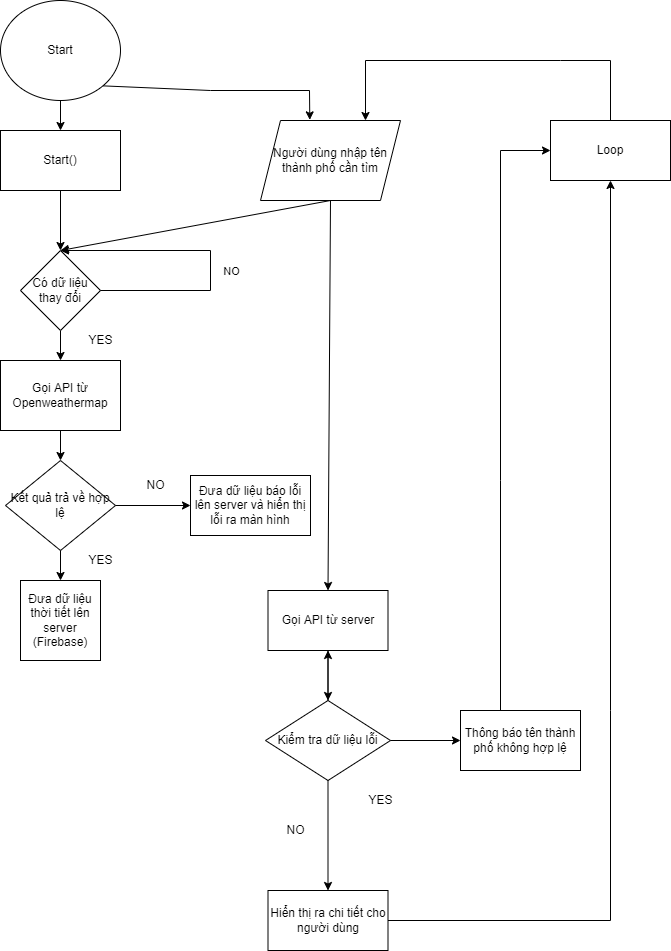 Start
Start()
Người dùng nhập tên
thành phố cần tìm
Loop
Có dữ liệu
thay đổi
NO
YES
Gọi API từ
Openweathermap
Kết quả trả về hợp
lệ
NO
Đưa dữ liệu báo lỗi
lên server và hiển thị
lỗi ra màn hình
YES
Đưa dữ liệu
thời tiết lên
server
(Firebase)
Gọi API từ server
Kiểm tra dữ liệu lỗi
Thông báo tên thành
phố không hợp lệ
YES
NO
Hiển thị ra chi tiết cho
người dùng